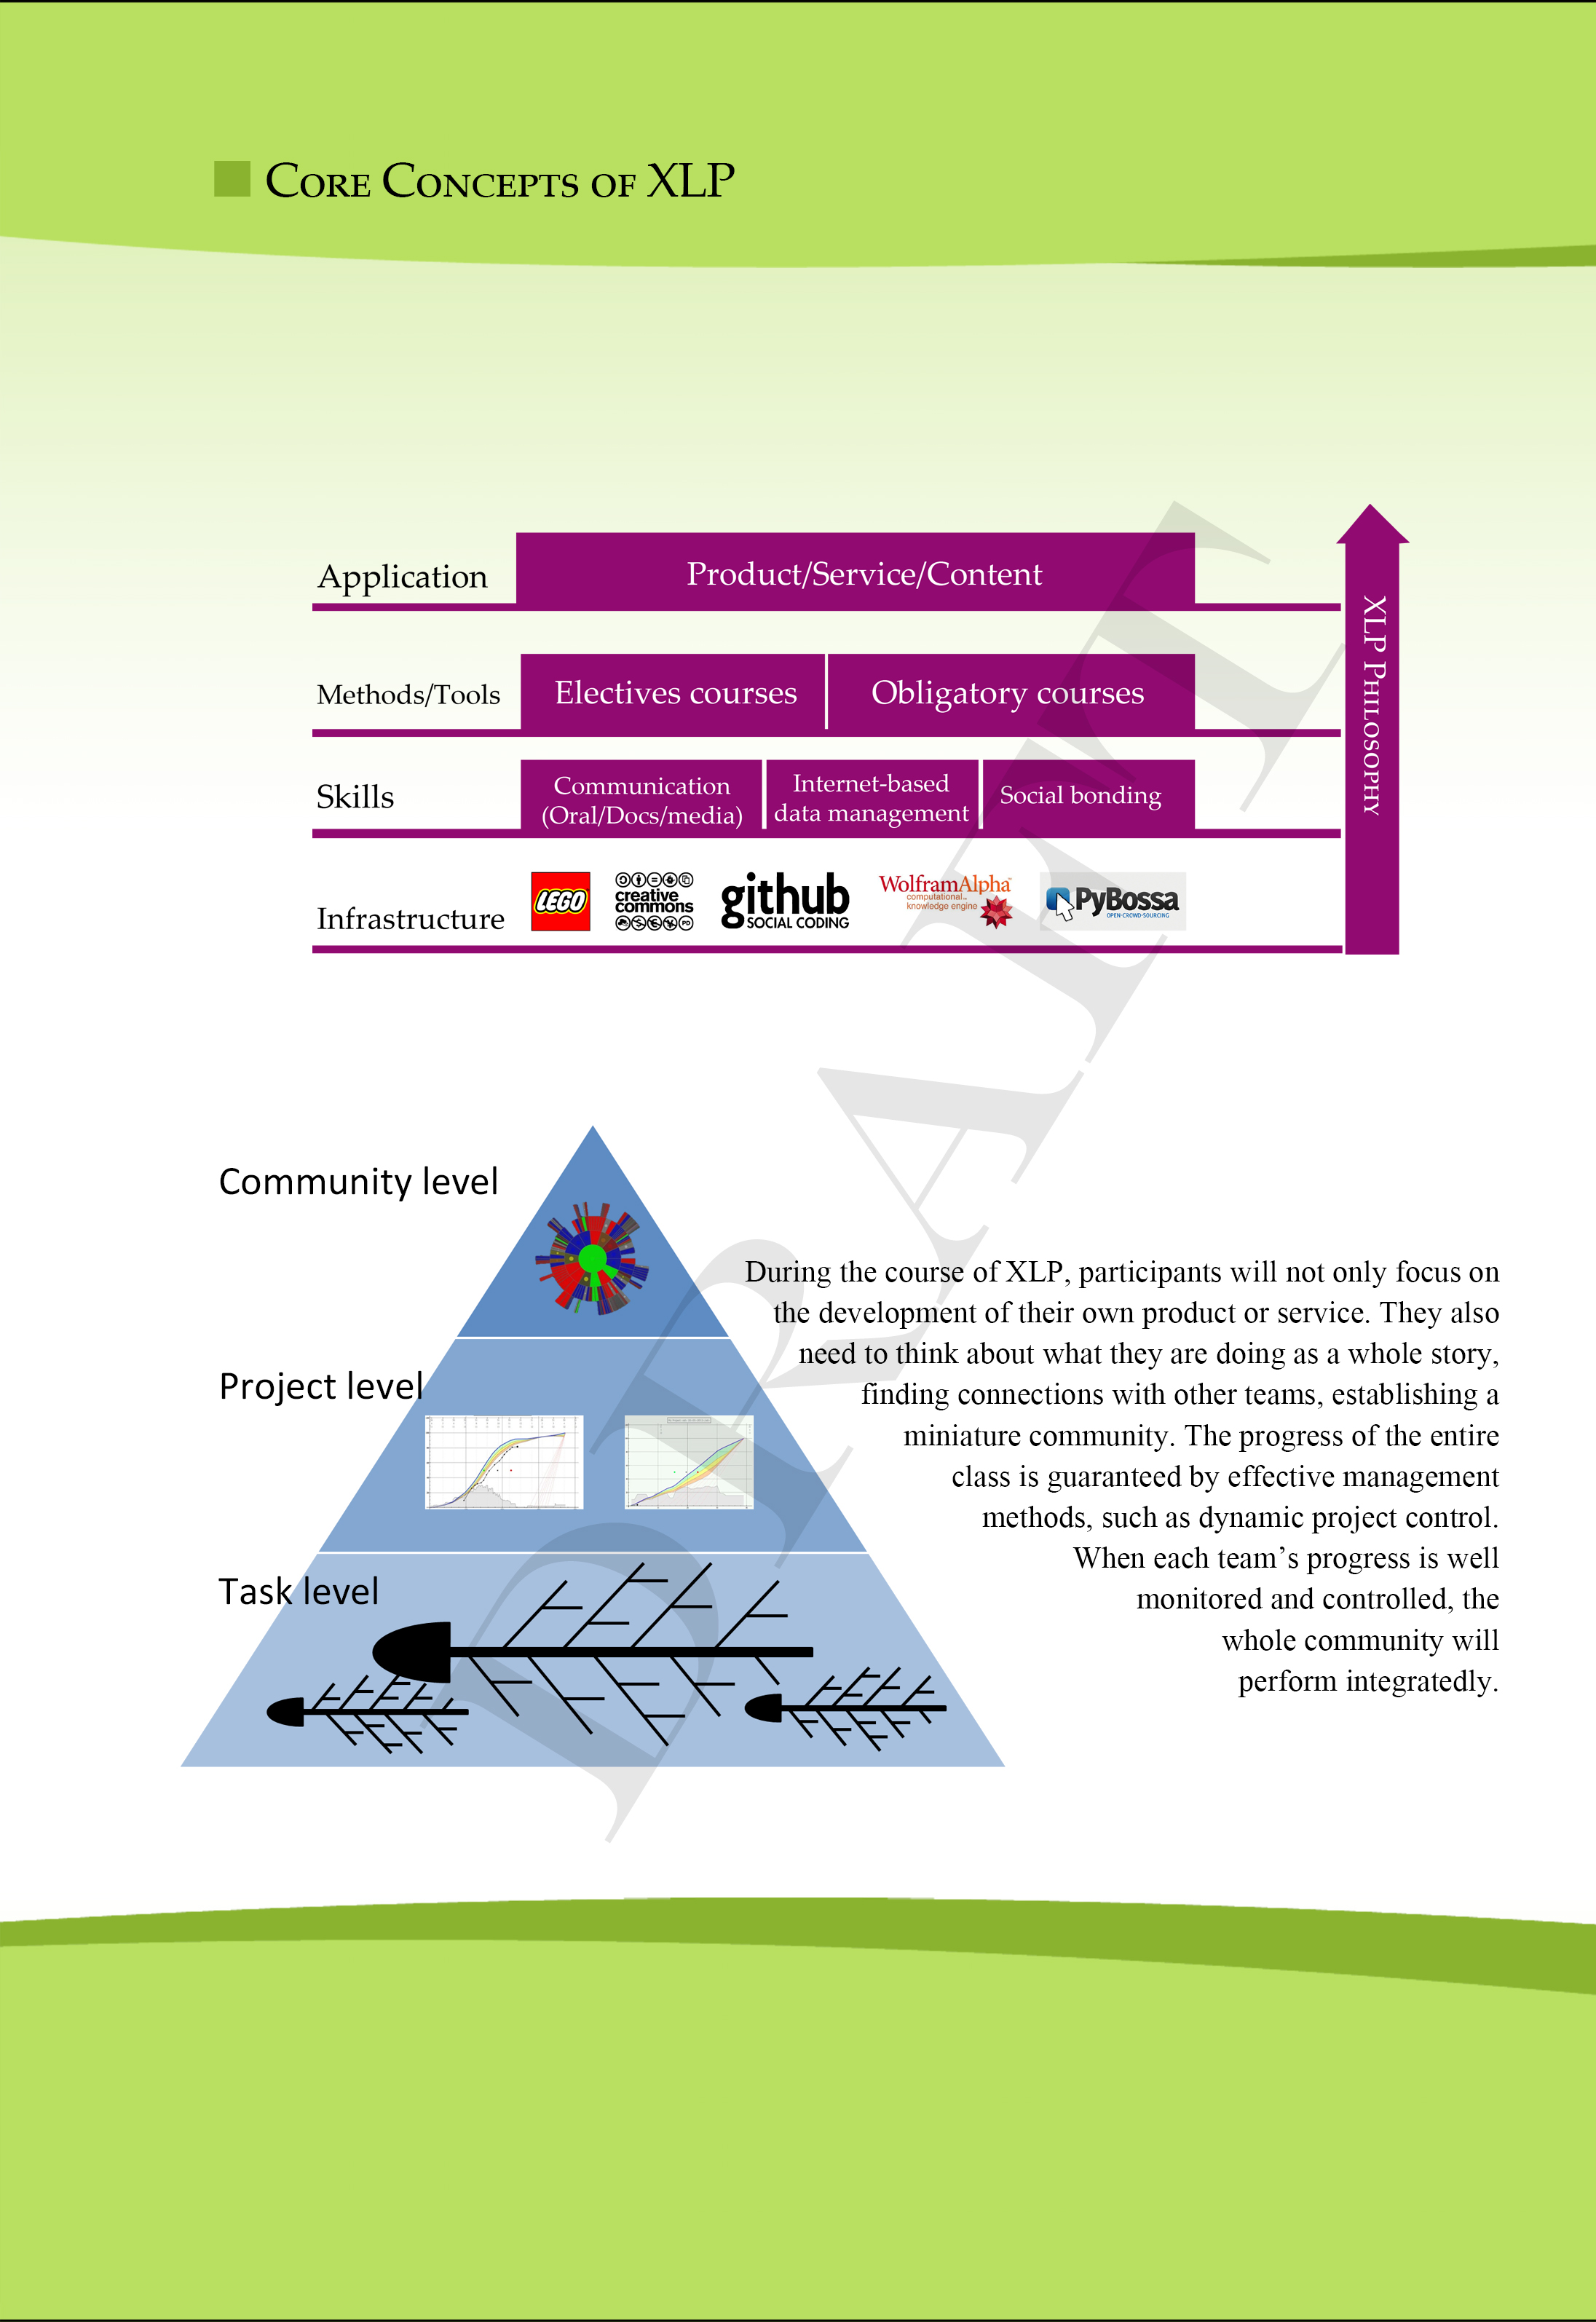 Core Concepts of XLP
Application
Product/Service/Content
Methods/Tools
Electives courses
Obligatory courses
Skills
Communication
(Oral/Docs/media)
Internet-based
data management
Social bonding
Infrastructure
LEGO
creative
commons
PD
github
SOCIAL CODING
WolframAlpha
computational
knowledge engine
PyBossa
OPEN-CROWD-SOURCING
XLP Philosophy
DRAFT
Community level
Project level
Task level
During the course of XLP, participants will not only focus on
the development of their own product or service. They also
need to think about what they are doing as a whole story,
finding connections with other teams, establishing a
miniature community. The progress of the entire
class is guaranteed by effective management
methods, such as dynamic project control.
When each team’s progress is well
monitored and controlled, the
whole community will
perform integratedly.